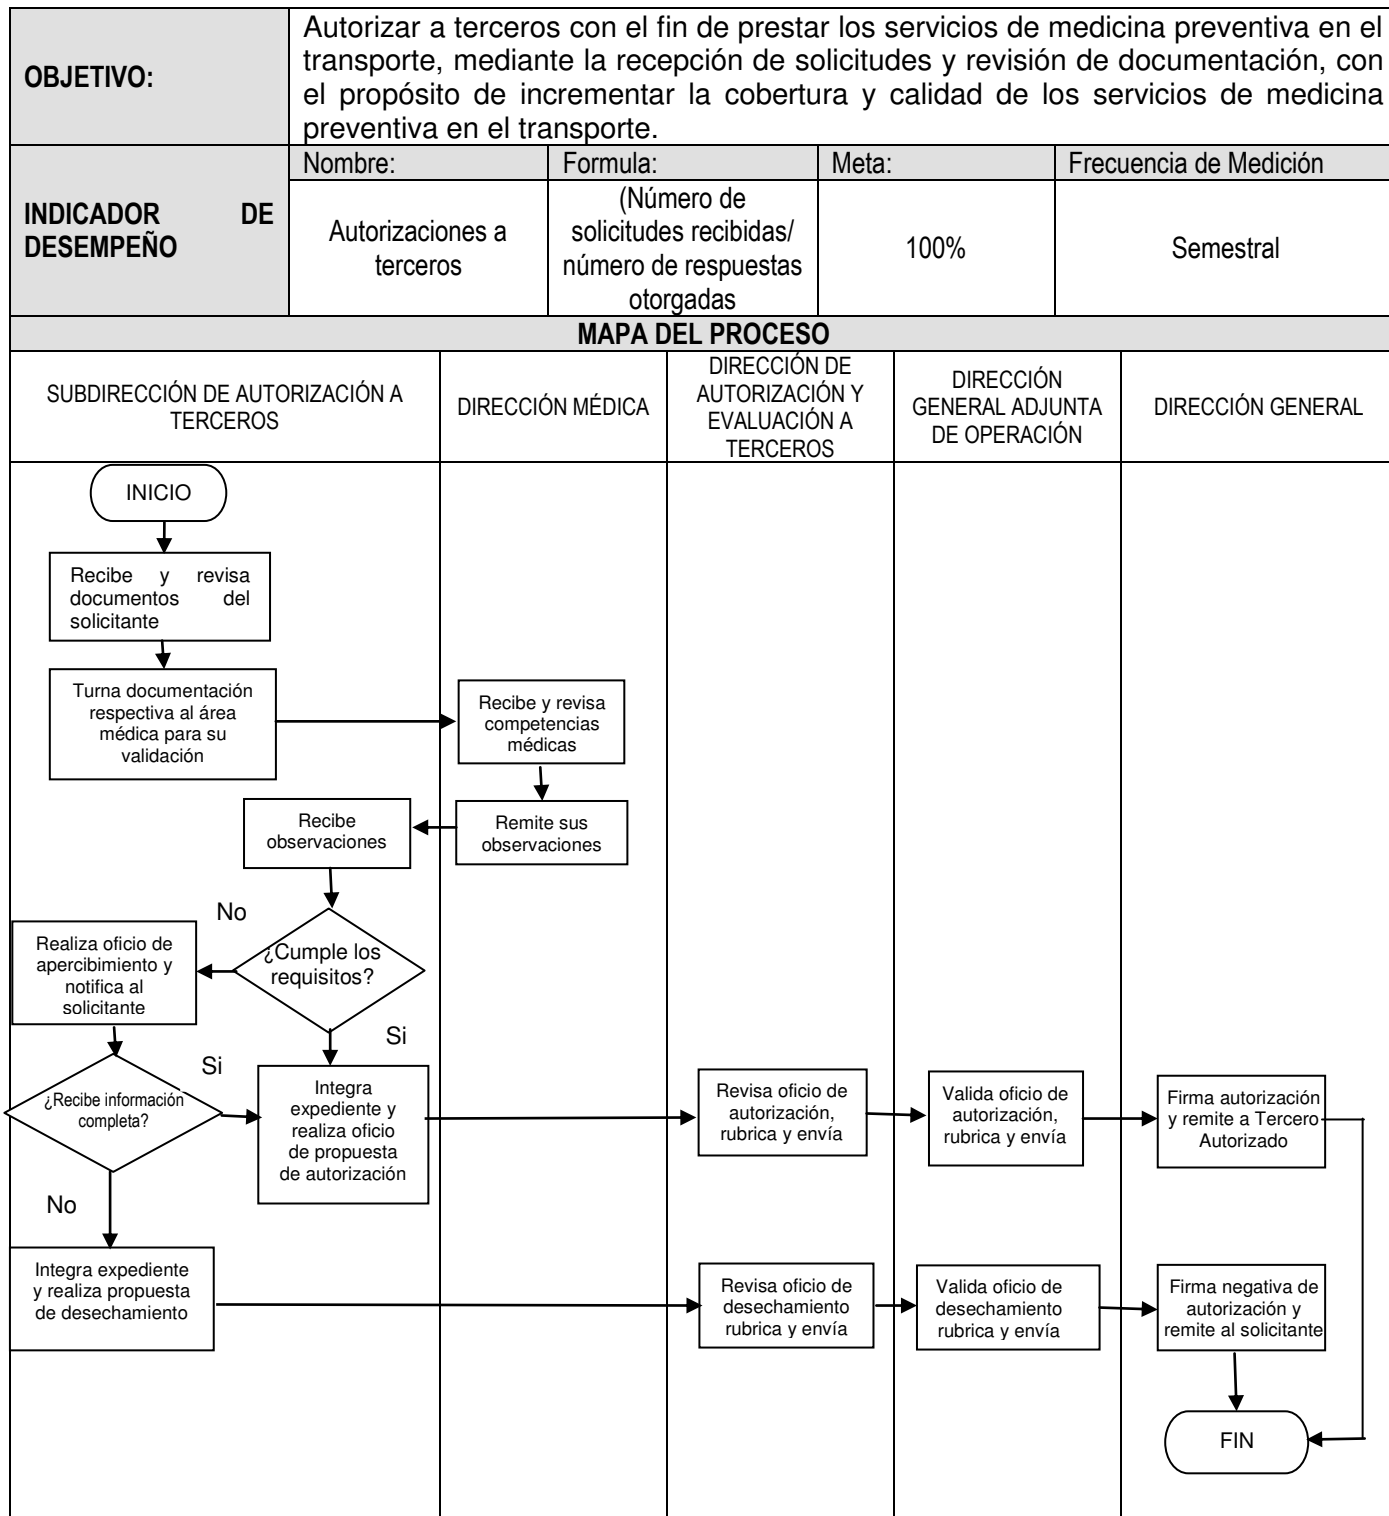 OBJETIVO:
Autorizar a terceros con el fin de prestar los servicios de medicina preventiva en el
transporte, mediante la recepción de solicitudes y revisión de documentación, con
el propósito de incrementar la cobertura y calidad de los servicios de medicina
preventiva en el transporte.
INDICADOR DE
DESEMPEÑO
Nombre:
Formula:
Meta:
Frecuencia de Medición
Autorizaciones a
terceros
(Número de
solicitudes recibidas/
número de respuestas
otorgadas
100%
Semestral
MAPA DEL PROCESO
SUBDIRECCIÓN DE AUTORIZACIÓN A
TERCEROS
DIRECCIÓN MÉDICA
DIRECCIÓN DE
AUTORIZACIÓN Y
EVALUACIÓN A
TERCEROS
DIRECCIÓN
GENERAL ADJUNTA
DE OPERACIÓN
DIRECCIÓN GENERAL
INICIO
Recibe y revisa
documentos del
solicitante
Turna documentación
respectiva al área
médica para su
validación
Recibe y revisa
competencias
médicas
Recibe
observaciones
Remite sus
observaciones
No
¿Cumple los
requisitos?
Realiza oficio de
apercibimiento y
notifica al
solicitante
Si
Si
¿Recibe información
completa?
Integra
expediente y
realiza oficio
de propuesta
de autorización
Revisa oficio de
autorización,
rubrica y envía
Valida oficio de
autorización,
rubrica y envía
Firma autorización
y remite a Tercero
Autorizado
No
Integra expediente
y realiza propuesta
de desechamiento
Revisa oficio de
desechamiento
rubrica y envía
Valida oficio de
desechamiento
rubrica y envía
Firma negativa de
autorización y
remite al solicitante
FIN